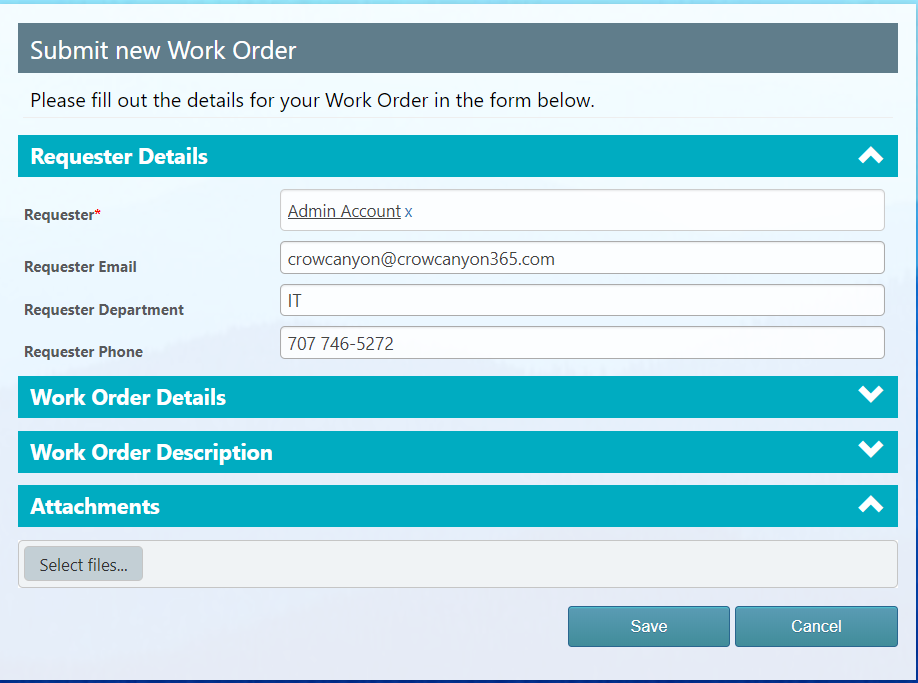 Submit new Work Order
Please fill out the details for your Work Order in the form below.
Requester Details
Requester* Admin Account x
Requester Email crowcanyon@crowcanyon365.com
Requester Department IT
Requester Phone 707 746-5272
Work Order Details
Work Order Description
Attachments
Select files...
Save Cancel